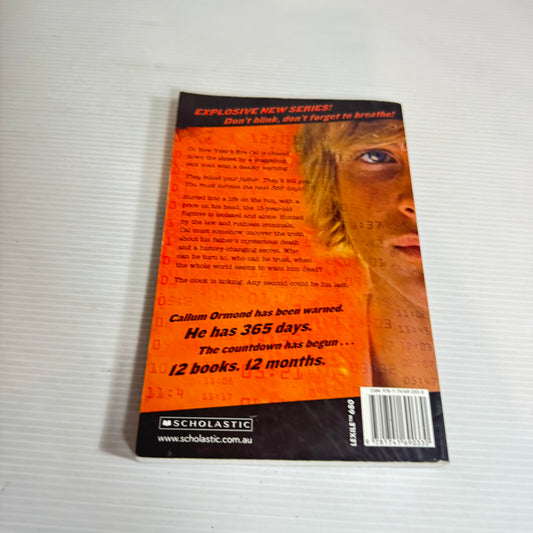 EXPLOSIVE NEW SERIES!
Don't blink, don't forget to breathe!
On New Year's Eve Cal is chased
down the street by a staggering,
sick man with a deadly warning
They killed your father. They'll kill you.
You must survive the next 365 days!
Hurled into a life on the run, with a
price on his head, the 15-year-old
fugitive is isolated and alone. Hunted
by the law and ruthless criminals,
Cal must somehow uncover the truth
about his father's mysterious death
and a history-changing secret. Who
can he turn to, who can he trust, when
the whole world seems to want him dead?
The clock is ticking. Any second could be his last.
Callum Ormond has been warned.
He has 365 days.
The countdown has begun . . .
12 books. 12 months.
SCHOLASTIC
www.scholastic.com.au
LEXILE™ 680
9 781741 690330